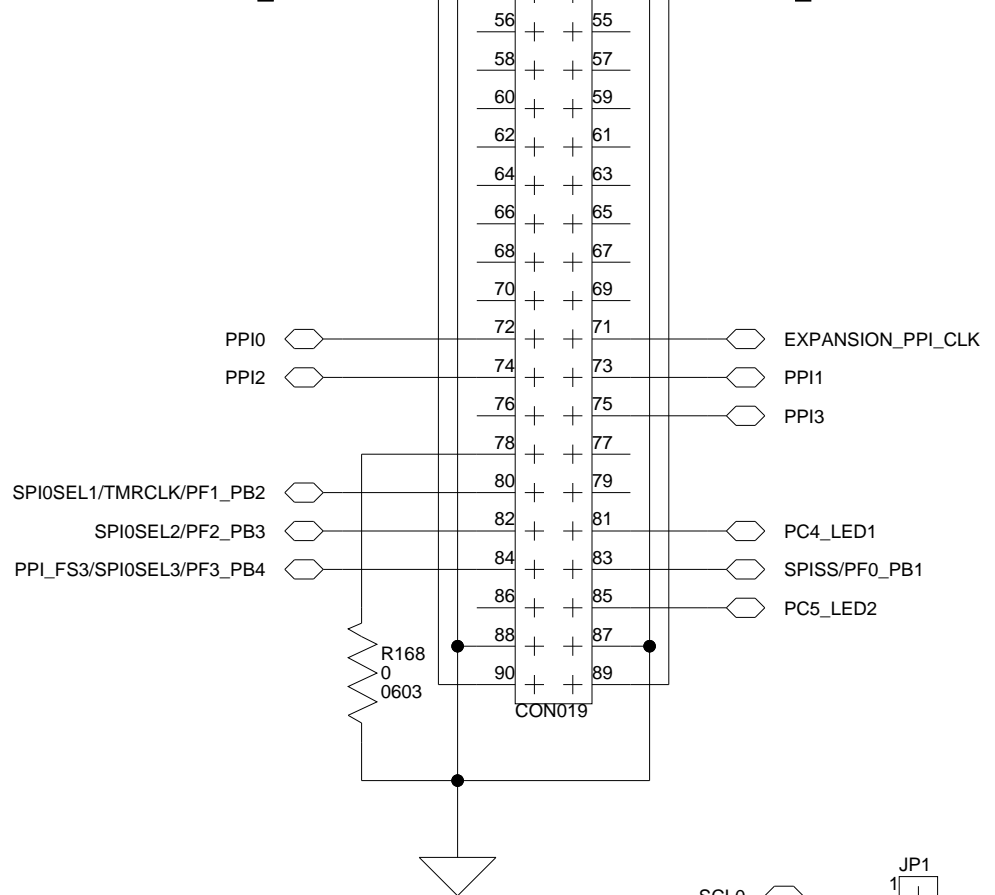 56 55
58 57
60 59
62 61
64 63
66 65
68 67
70 69
PPI0 72 71 EXPANSION_PPI_CLK
PPI2 74 73 PPI1
76 75 PPI3
78 77
SPI0SEL1/TMRCLK/PF1_PB2 80 79
SPI0SEL2/PF2_PB3 82 81 PC4_LED1
PPI_FS3/SPI0SEL3/PF3_PB4 84 83 SPISS/PF0_PB1
86 85 PC5_LED2
88 87
R168
0
90 89
0603
CON019
JP1
1
SCL0